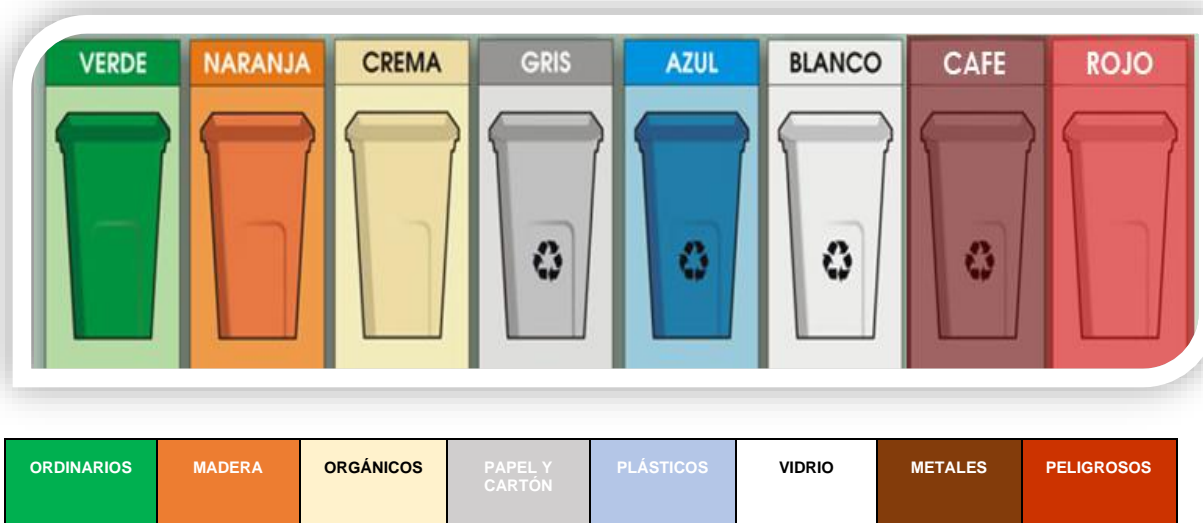 VERDE NARANJA CREMA GRIS AZUL BLANCO CAFE ROJO
ORDINARIOS MADERA ORGÁNICOS PAPEL Y PLÁSTICOS VIDRIO METALES PELIGROSOS
CARTÓN